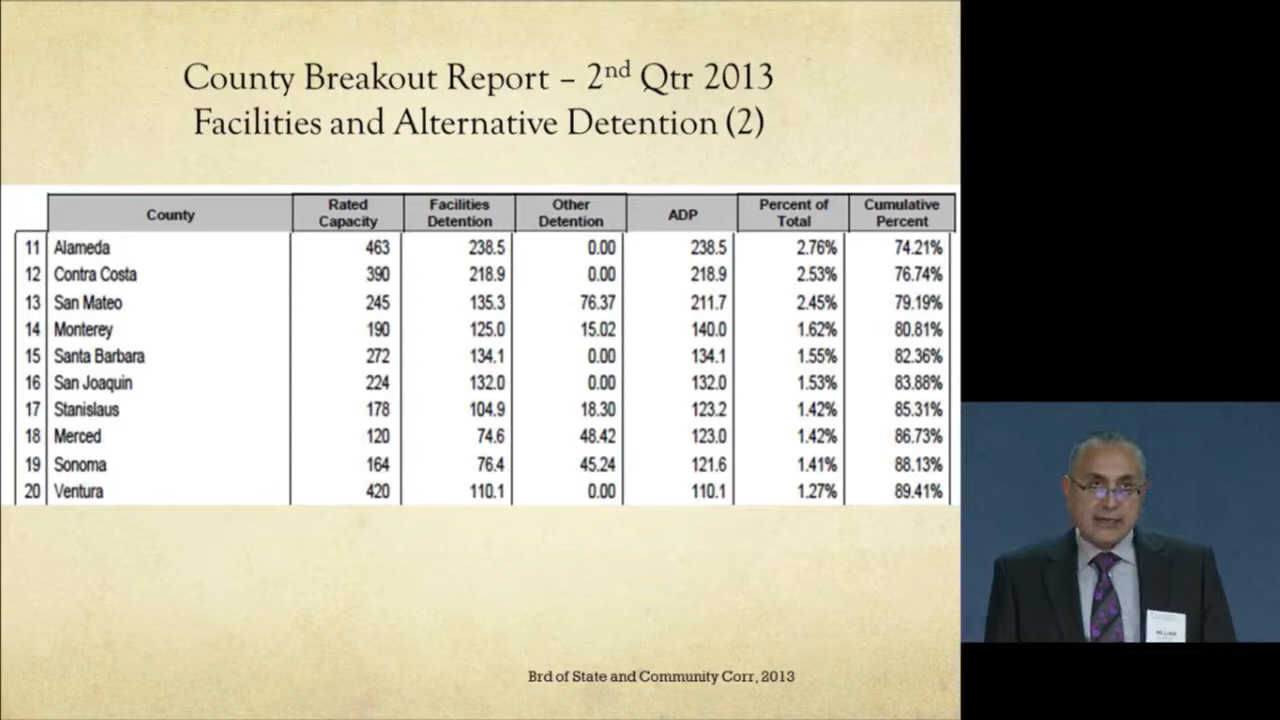 County Breakout Report – 2nd Qtr 2013
Facilities and Alternative Detention (2)
County Rated Capacity Facilities Detention Other Detention ADP Percent of Total Cumulative Percent
11 Alameda 463 238.5 0.00 238.5 2.76% 74.21%
12 Contra Costa 390 218.9 0.00 218.9 2.53% 76.74%
13 San Mateo 245 135.3 76.37 211.7 2.45% 79.19%
14 Monterey 190 125.0 15.02 140.0 1.62% 80.81%
15 Santa Barbara 272 134.1 0.00 134.1 1.55% 82.36%
16 San Joaquin 224 132.0 0.00 132.0 1.53% 83.88%
17 Stanislaus 178 104.9 18.30 123.2 1.42% 85.31%
18 Merced 120 74.6 48.42 123.0 1.42% 86.73%
19 Sonoma 164 76.4 45.24 121.6 1.41% 88.13%
20 Ventura 420 110.1 0.00 110.1 1.27% 89.41%
Brd of State and Community Corr, 2013